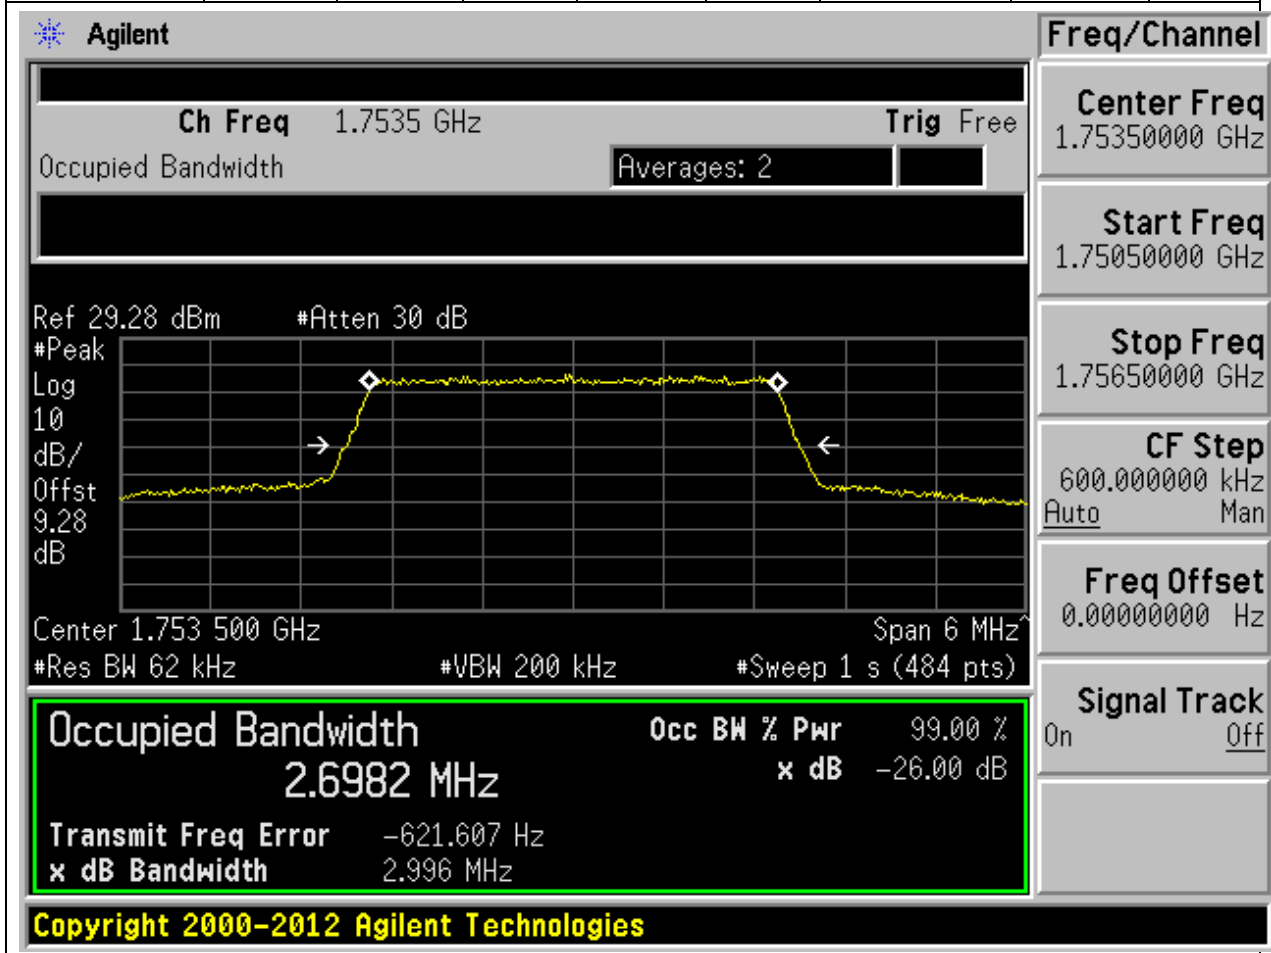 Agilent
Freq/Channel
Ch Freq 1.7535 GHz Trig Free
Occupied Bandwidth Averages: 2
Center Freq
1.75350000 GHz
Start Freq
1.75050000 GHz
Stop Freq
1.75650000 GHz
CF Step
600.000000 kHz
Auto Man
Freq Offset
0.00000000 Hz
Signal Track
On Off
Ref 29.28 dBm #Atten 30 dB
#Peak
Log
10
dB/
Offst
9.28
dB
Center 1.753 500 GHz Span 6 MHz^
#Res BW 62 kHz #VBW 200 kHz #Sweep 1 s (484 pts)
Occupied Bandwidth Occ BW % Pwr 99.00 %
2.6982 MHz x dB -26.00 dB
Transmit Freq Error -621.607 Hz
x dB Bandwidth 2.996 MHz
Copyright 2000-2012 Agilent Technologies